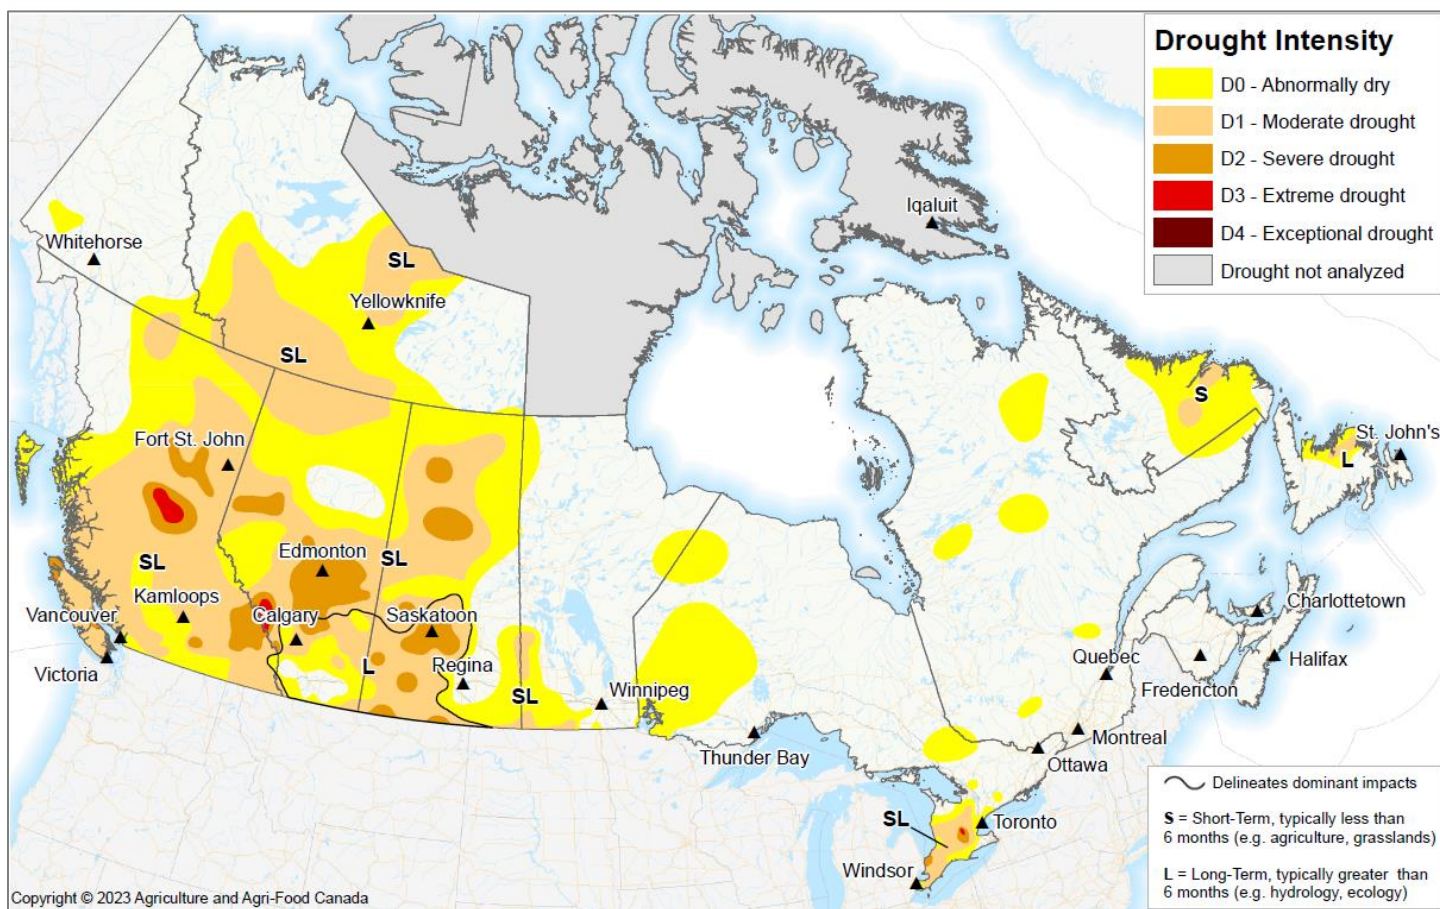 Drought Intensity
D0 - Abnormally dry
D1 - Moderate drought
D2 - Severe drought
D3 - Extreme drought
D4 - Exceptional drought
Drought not analyzed
Iqaluit
Whitehorse
SL
Yellowknife
SL
S
Fort St. John
St. John's
L
Edmonton
SL
SL
Kamloops
Vancouver
Calgary
Saskatoon
Charlottetown
Victoria
L
Regina
SL
Winnipeg
Quebec
Halifax
Fredericton
Thunder Bay
Montreal
Ottawa
SL
Toronto
Windsor
Delineates dominant impacts
S = Short-Term, typically less than
6 months (e.g. agriculture, grasslands)
L = Long-Term, typically greater than
6 months (e.g. hydrology, ecology)
Copyright © 2023 Agriculture and Agri-Food Canada